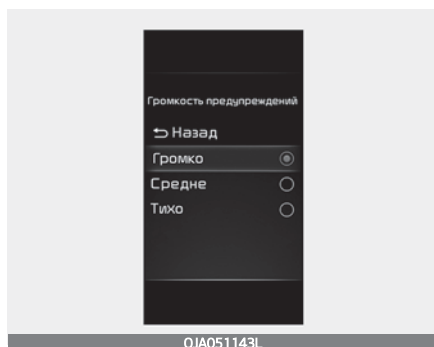 Громкость предупреждений
Назад
Громко
Средне
Тихо
OJA051143L